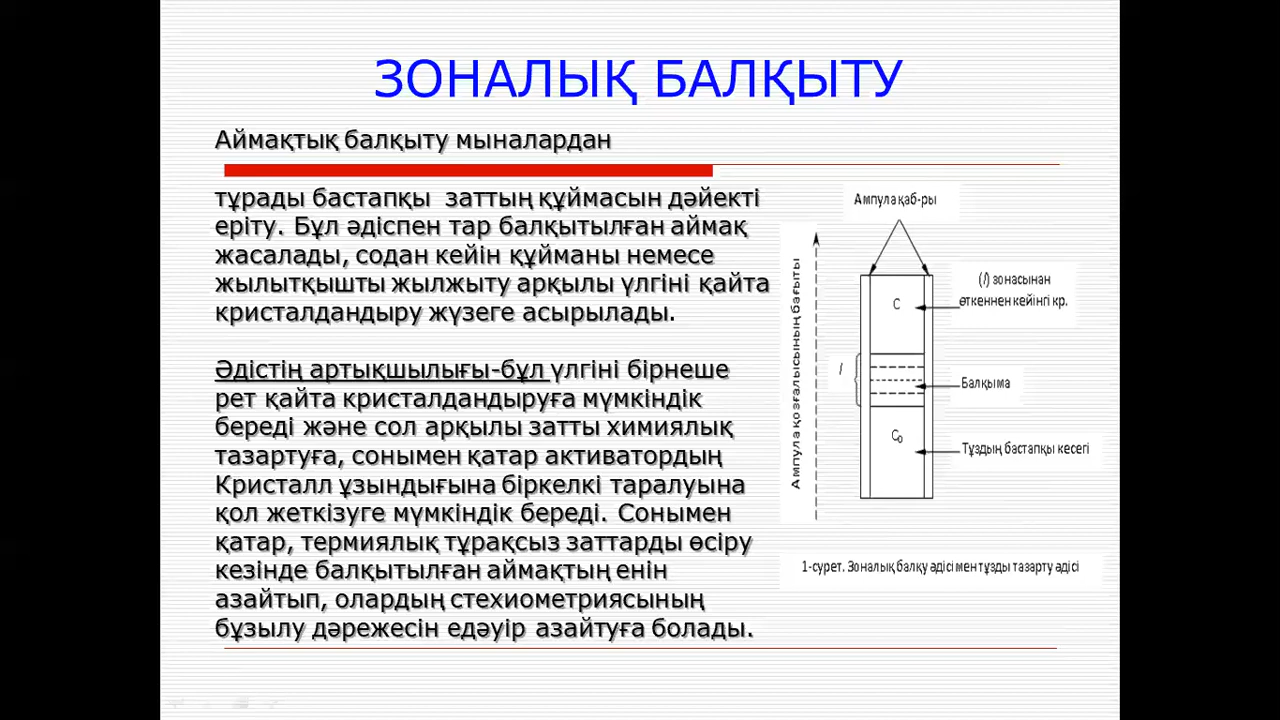 ЗОНАЛЫҚ БАЛҚЫТУ
Аймақтық балқыту мыналардан
тұрады бастапқы заттың құймасын дәйекті
еріту. Бұл әдіспен тар балқытылған аймақ
жасалады, содан кейін құйманы немесе
жылытқышты жылжыту арқылы үлгіні қайта
кристалдандыру жүзеге асырылады.
Әдістің артықшылығы-бұл үлгіні бірнеше
рет қайта кристалдандыруға мүмкіндік
береді және сол арқылы затты химиялық
тазартуға, сонымен қатар активатордың
Кристалл ұзындығына біркелкі таралуына
қол жеткізуге мүмкіндік береді. Сонымен
қатар, термиялық тұрақсыз заттарды өсіру
кезінде балқытылған аймақтың енін
азайтып, олардың стехиометриясының
бұзылу дәрежесін едәуір азайтуға болады.
Ампула қаб-ры
Ампула қозғалысының бағыты
(l) зонасынан
өткеннен кейінгі кр.
C
l
Балқыма
C₀
Тұздың бастапқы кесегі
1-сурет. Зоналық балқу әдісі мен тұзды тазарту әдісі